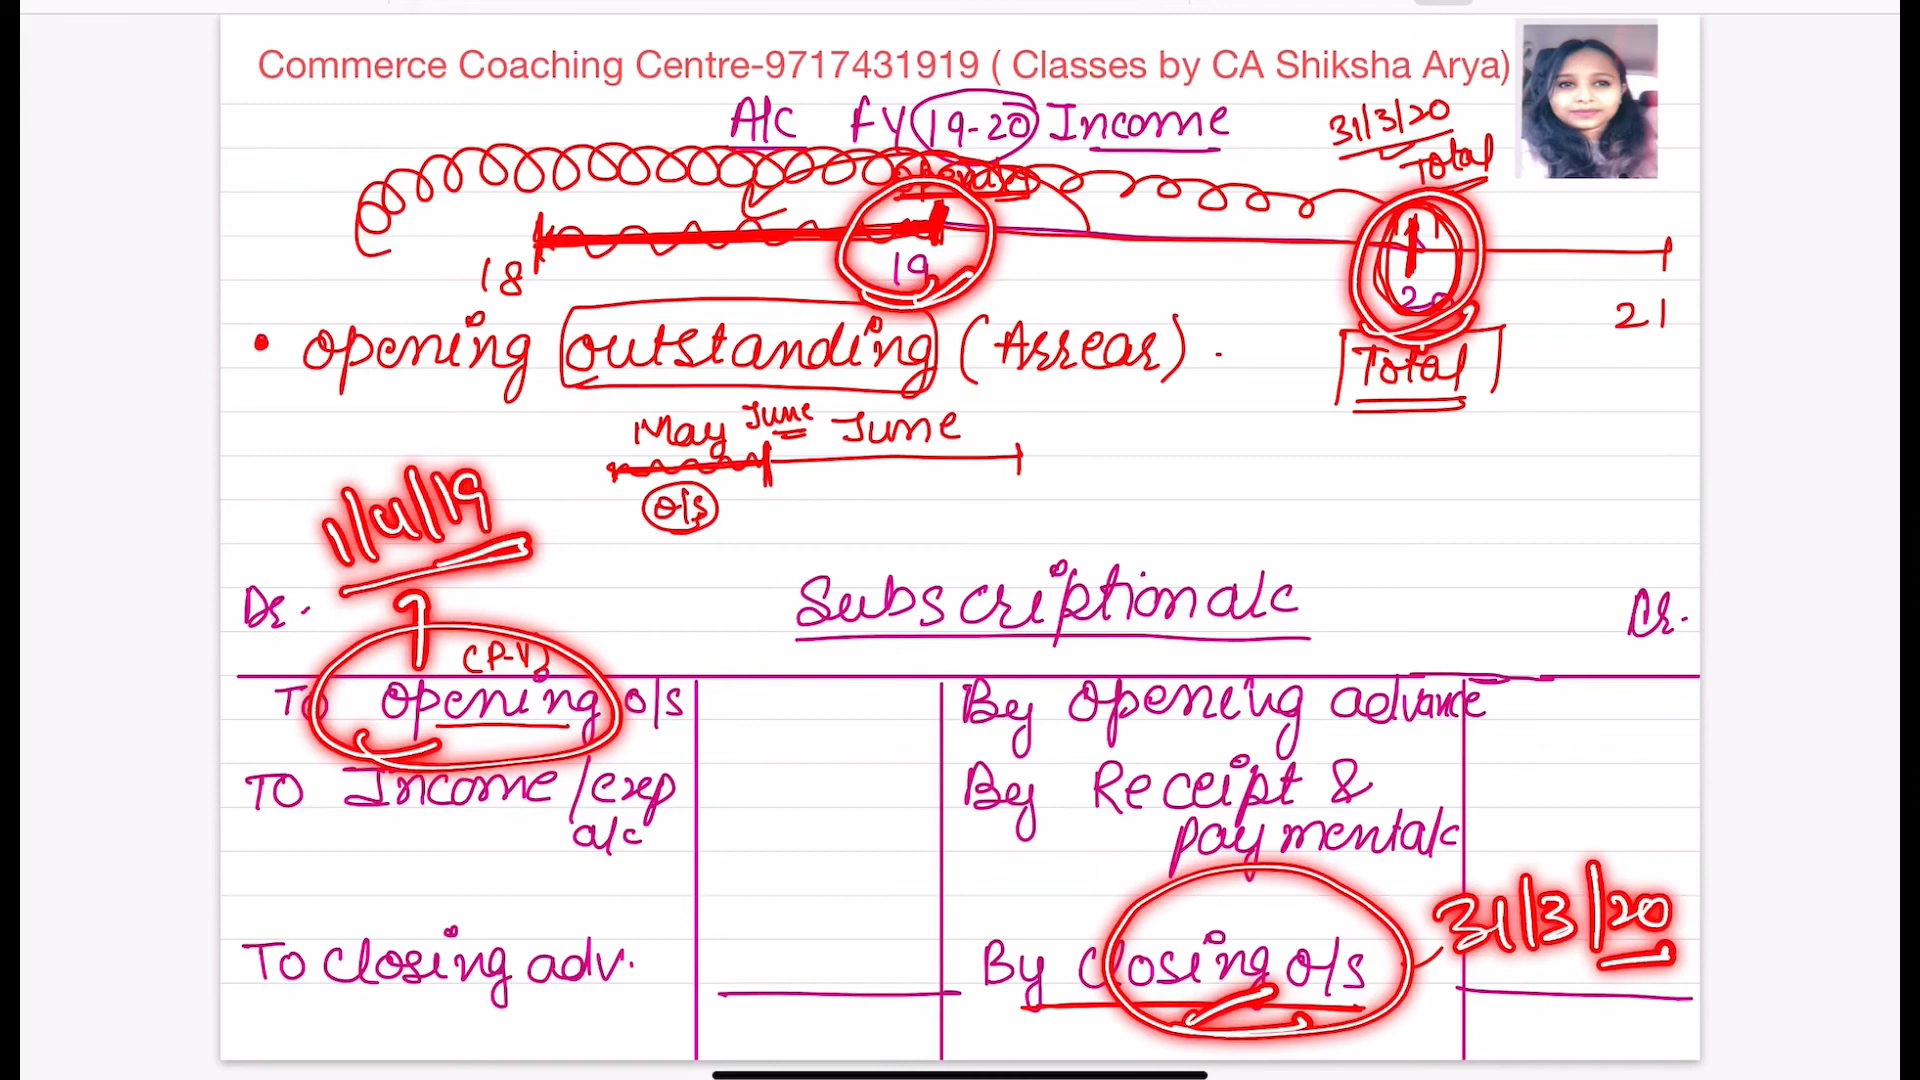 Commerce Coaching Centre-9717431919 ( Classes by CA Shiksha Arya)
A/C FY 19-20 Income
31/3/20
Total
18 19 20 21
• opening outstanding (Arrear).
Total
May June June
o/s
1/4/19
Dr. Subscription a/c Cr.
(P.Y)
To opening o/s By opening advance
To Income/exp a/c By Receipt & payment a/c
31/3/20
To closing adv. By closing o/s